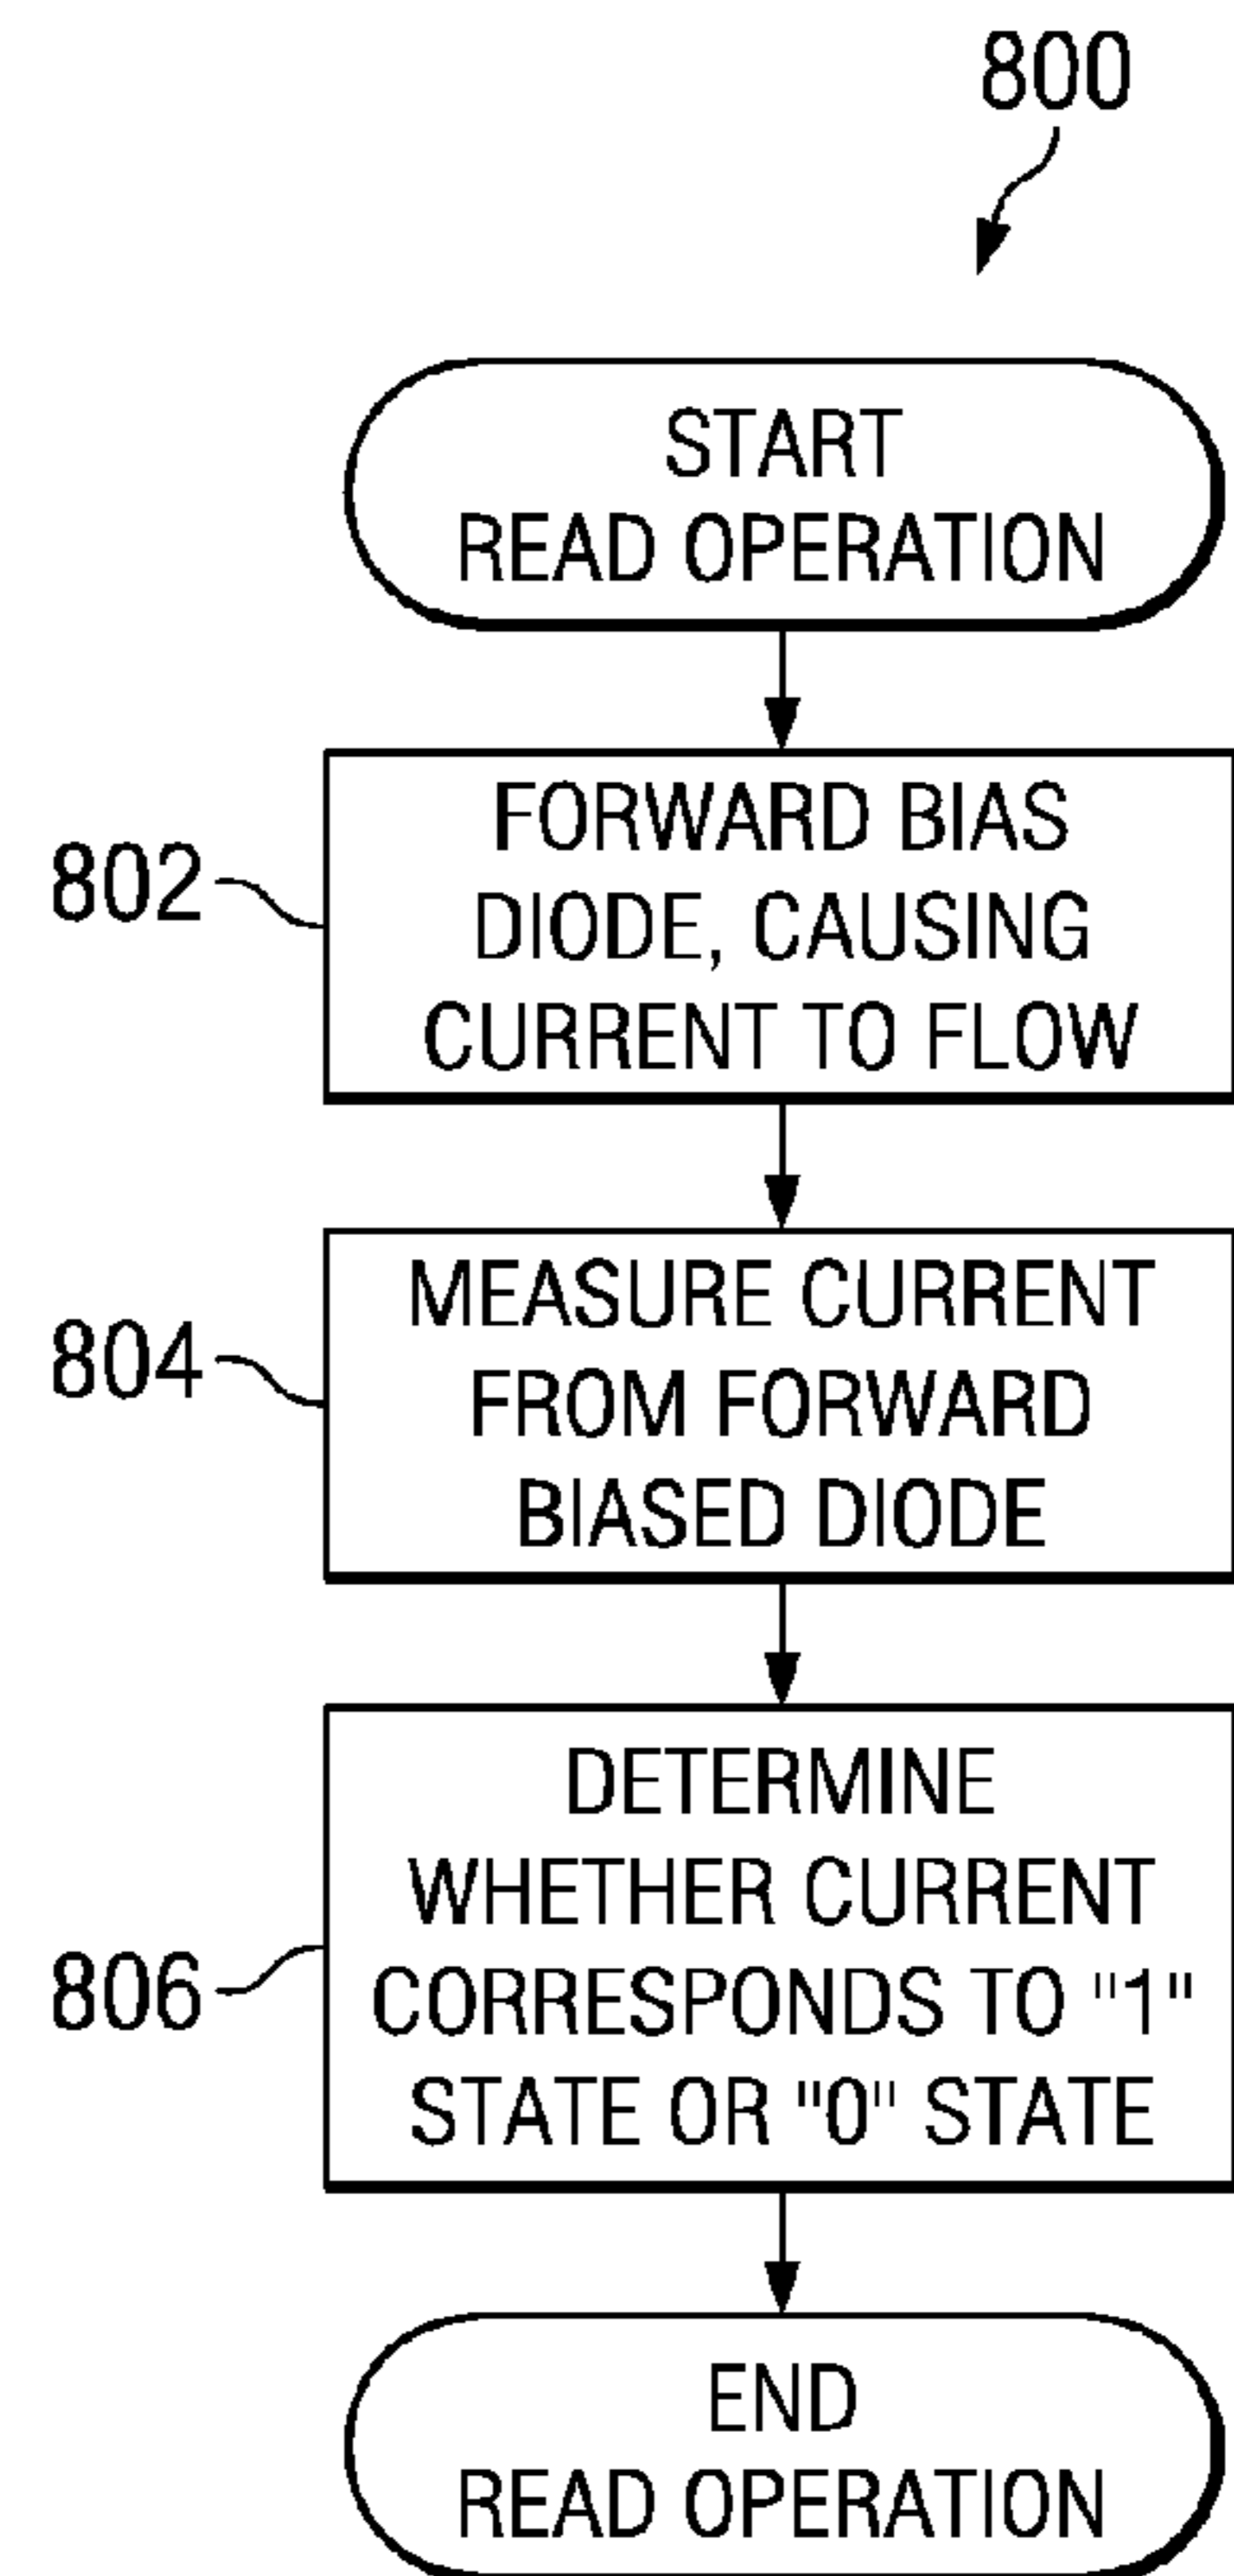 800
START
READ OPERATION
802
FORWARD BIAS
DIODE, CAUSING
CURRENT TO FLOW
804
MEASURE CURRENT
FROM FORWARD
BIASED DIODE
806
DETERMINE
WHETHER CURRENT
CORRESPONDS TO "1"
STATE OR "0" STATE
END
READ OPERATION